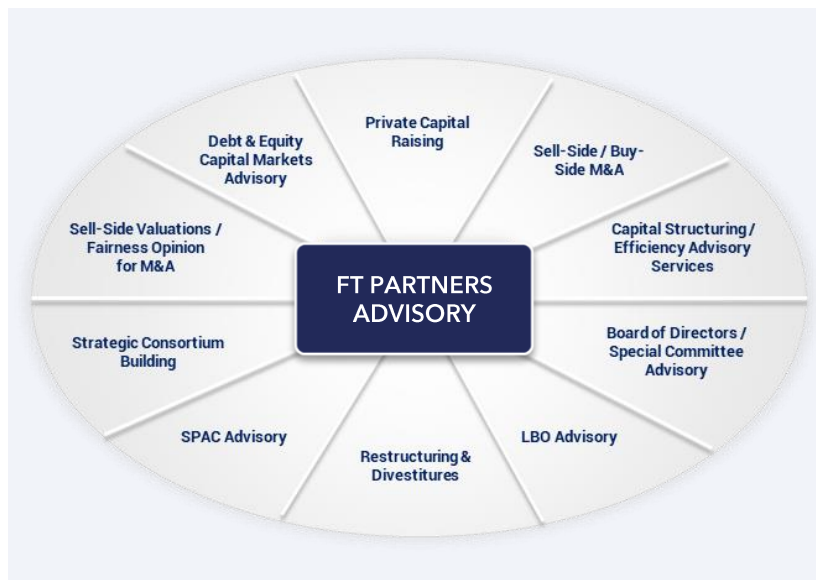 Private Capital
Raising
Debt & Equity
Capital Markets
Advisory
Sell-Side / Buy-
Side M&A
Sell-Side Valuations /
Fairness Opinion
for M&A
Capital Structuring /
Efficiency Advisory
Services
FT PARTNERS
ADVISORY
Strategic Consortium
Building
Board of Directors /
Special Committee
Advisory
SPAC Advisory
LBO Advisory
Restructuring &
Divestitures